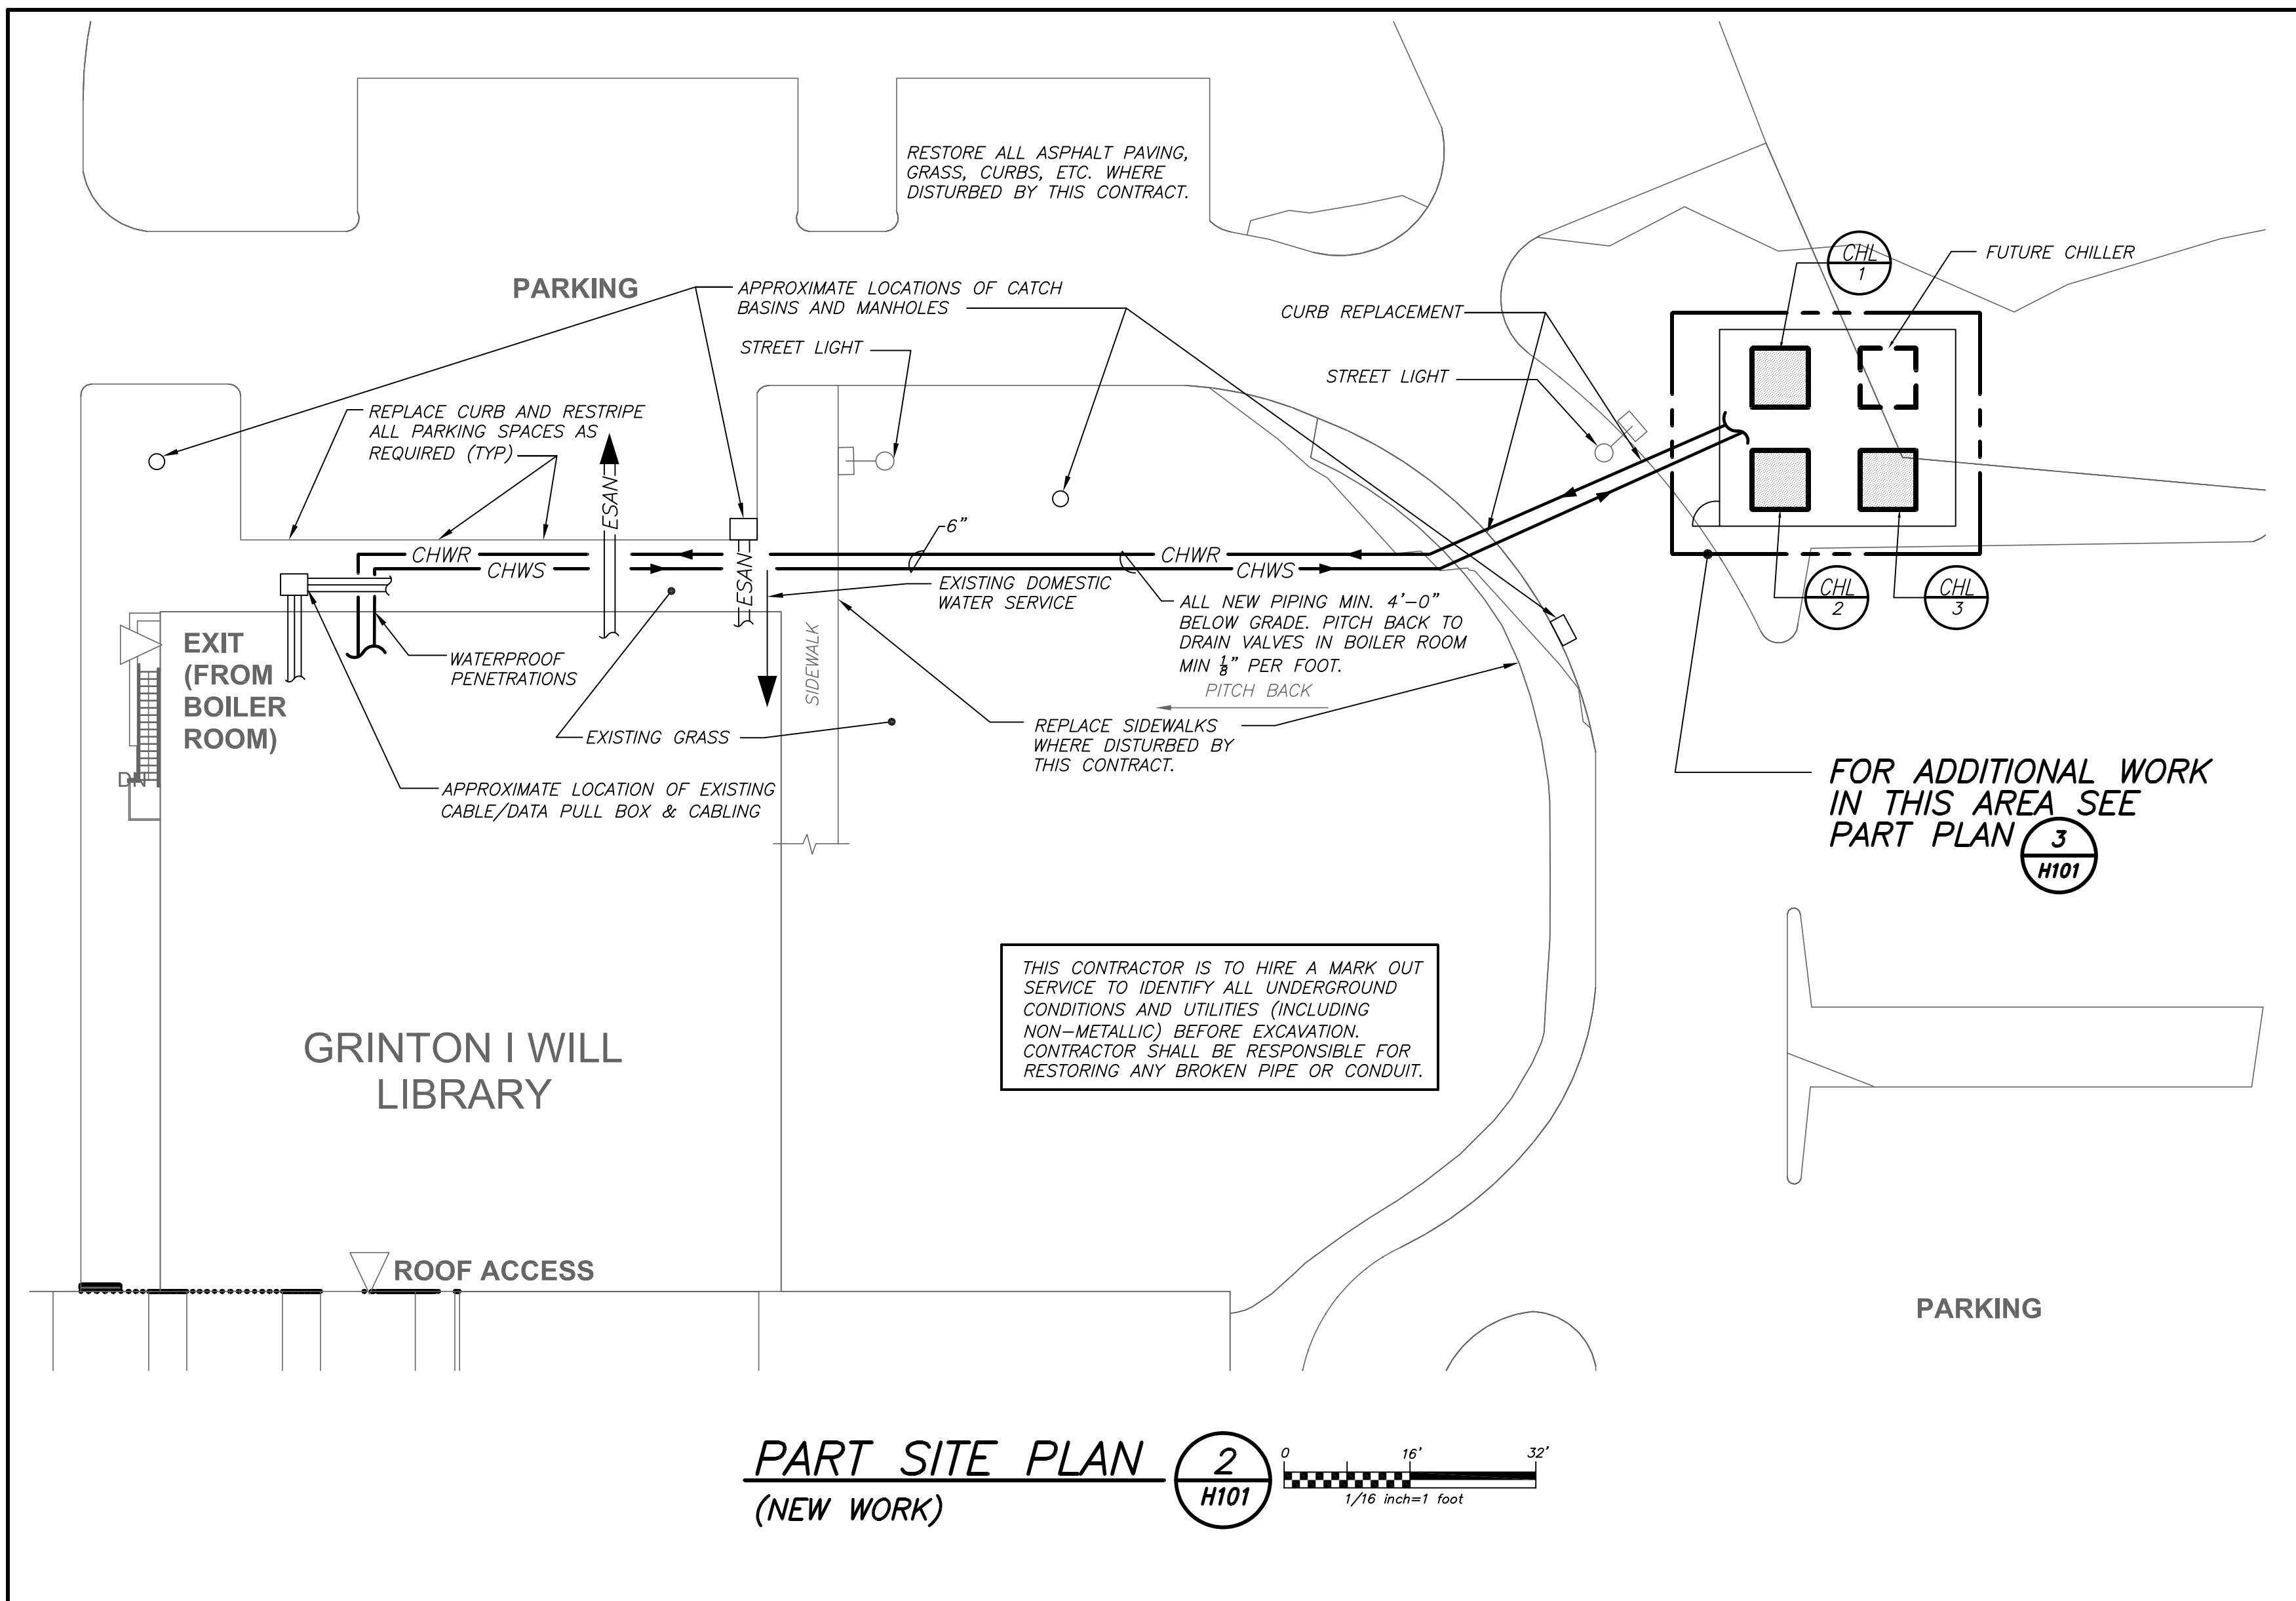 RESTORE ALL ASPHALT PAVING,
GRASS, CURBS, ETC. WHERE
DISTURBED BY THIS CONTRACT.
PARKING
APPROXIMATE LOCATIONS OF CATCH
BASINS AND MANHOLES
STREET LIGHT
CURB REPLACEMENT
STREET LIGHT
CHL
1
FUTURE CHILLER
REPLACE CURB AND RESTRIPE
ALL PARKING SPACES AS
REQUIRED (TYP)
ESAN
ESAN
6"
CHWR
CHWS
CHWR
CHWS
EXISTING DOMESTIC
WATER SERVICE
ALL NEW PIPING MIN. 4'-0"
BELOW GRADE. PITCH BACK TO
DRAIN VALVES IN BOILER ROOM
MIN 1/8" PER FOOT.
PITCH BACK
CHL
2
CHL
3
EXIT
(FROM
BOILER
ROOM)
DN
WATERPROOF
PENETRATIONS
SIDEWALK
EXISTING GRASS
REPLACE SIDEWALKS
WHERE DISTURBED BY
THIS CONTRACT.
APPROXIMATE LOCATION OF EXISTING
CABLE/DATA PULL BOX & CABLING
FOR ADDITIONAL WORK
IN THIS AREA SEE
PART PLAN
3
H101
THIS CONTRACTOR IS TO HIRE A MARK OUT
SERVICE TO IDENTIFY ALL UNDERGROUND
CONDITIONS AND UTILITIES (INCLUDING
NON-METALLIC) BEFORE EXCAVATION.
CONTRACTOR SHALL BE RESPONSIBLE FOR
RESTORING ANY BROKEN PIPE OR CONDUIT.
GRINTON I WILL
LIBRARY
ROOF ACCESS
PARKING
PART SITE PLAN
(NEW WORK)
2
H101
0 16' 32'
1/16 inch=1 foot